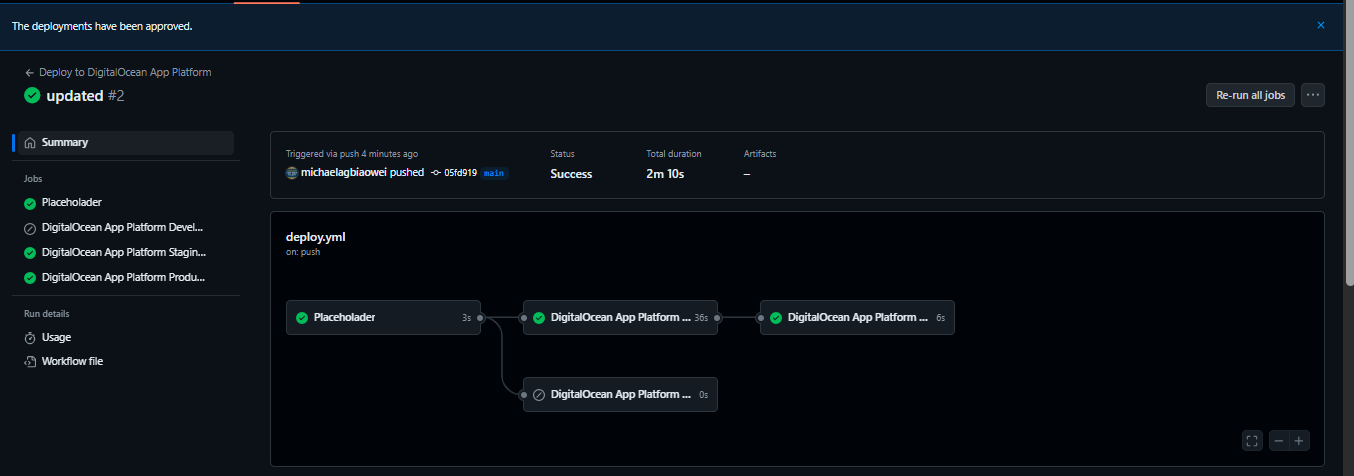 The deployments have been approved.
← Deploy to DigitalOcean App Platform
updated #2
Re-run all jobs
Summary
Jobs
Placeholader
DigitalOcean App Platform Devel...
DigitalOcean App Platform Stagin...
DigitalOcean App Platform Produ...
Run details
Usage
Workflow file
Triggered via push 4 minutes ago
michaelagbiaowei pushed 05fd919 main
Status
Success
Total duration
2m 10s
Artifacts
–
deploy.yml
on: push
Placeholader 3s
DigitalOcean App Platform ... 36s
DigitalOcean App Platform ... 6s
DigitalOcean App Platform ... 0s